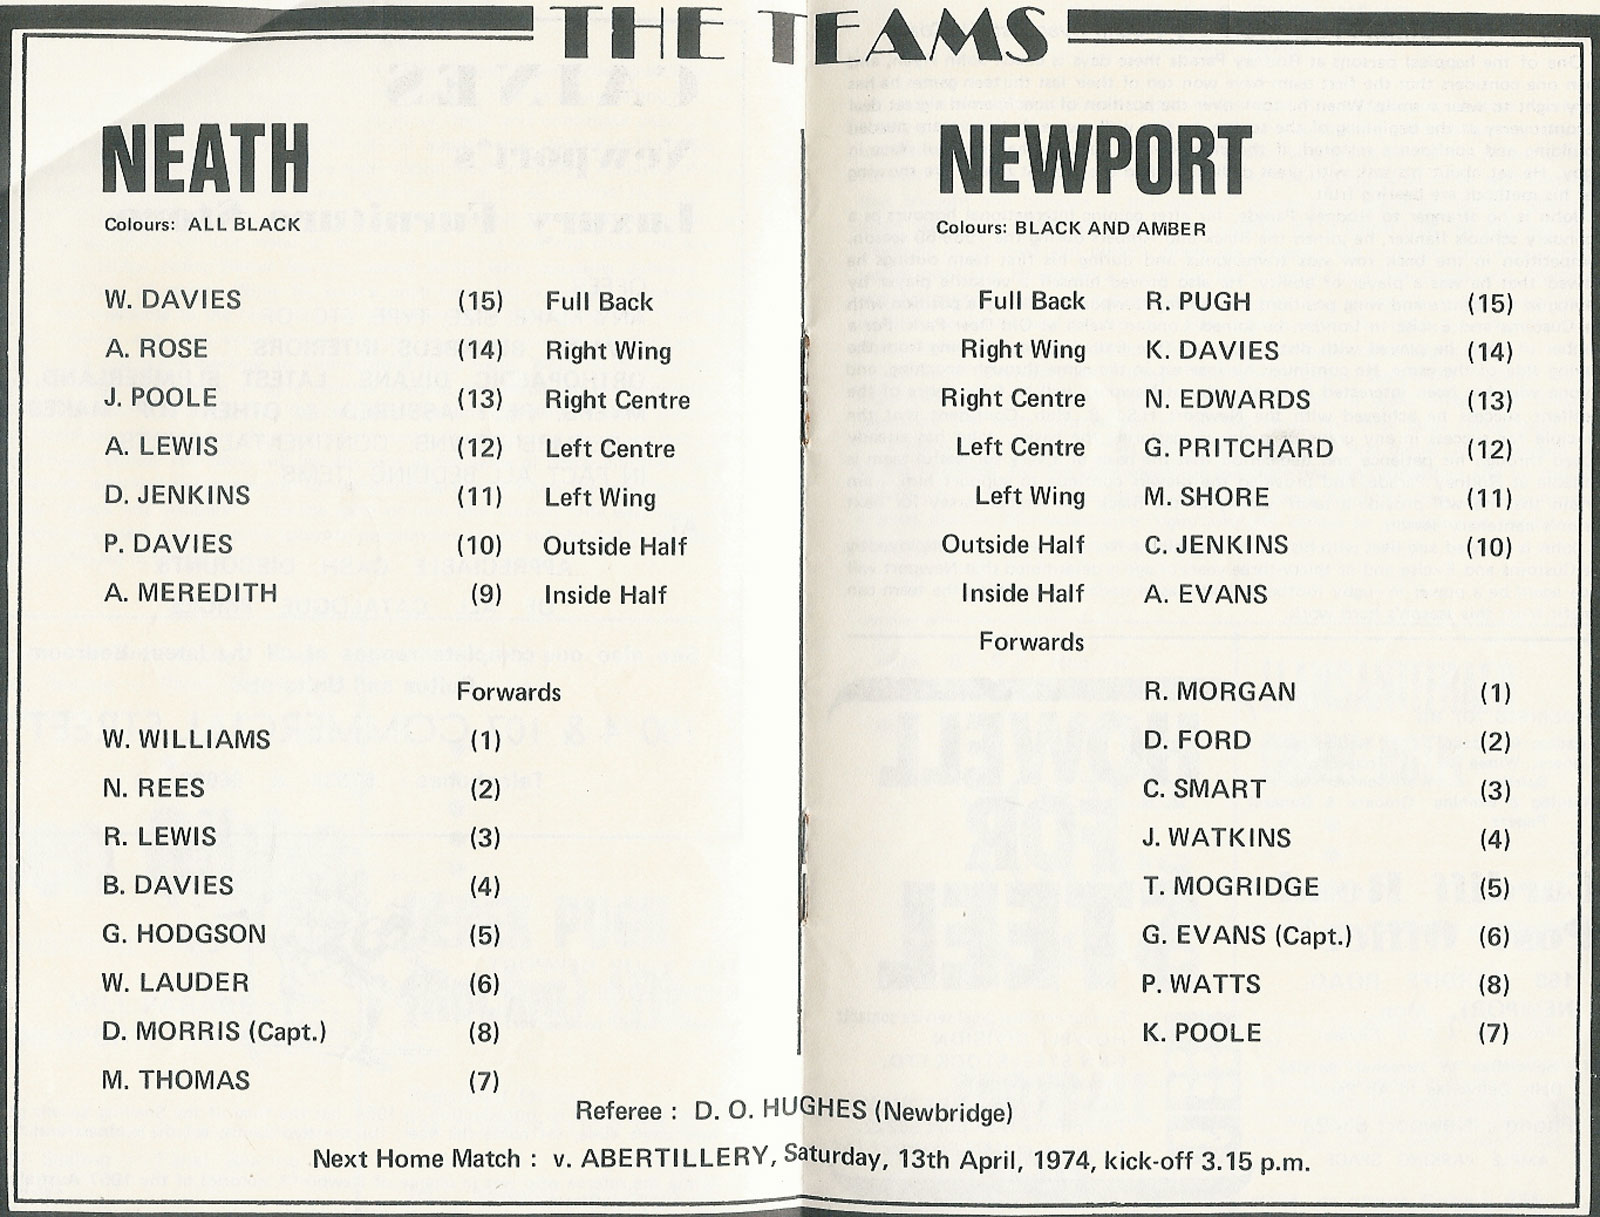 THE TEAMS
NEATH
Colours: ALL BLACK
W. DAVIES (15) Full Back
A. ROSE (14) Right Wing
J. POOLE (13) Right Centre
A. LEWIS (12) Left Centre
D. JENKINS (11) Left Wing
P. DAVIES (10) Outside Half
A. MEREDITH (9) Inside Half
Forwards
W. WILLIAMS (1)
N. REES (2)
R. LEWIS (3)
B. DAVIES (4)
G. HODGSON (5)
W. LAUDER (6)
D. MORRIS (Capt.) (8)
M. THOMAS (7)
NEWPORT
Colours: BLACK AND AMBER
Full Back R. PUGH (15)
Right Wing K. DAVIES (14)
Right Centre N. EDWARDS (13)
Left Centre G. PRITCHARD (12)
Left Wing M. SHORE (11)
Outside Half C. JENKINS (10)
Inside Half A. EVANS
Forwards
R. MORGAN (1)
D. FORD (2)
C. SMART (3)
J. WATKINS (4)
T. MOGRIDGE (5)
G. EVANS (Capt.) (6)
P. WATTS (8)
K. POOLE (7)
Referee : D. O. HUGHES (Newbridge)
Next Home Match : v. ABERTILLERY, Saturday, 13th April, 1974, kick-off 3.15 p.m.